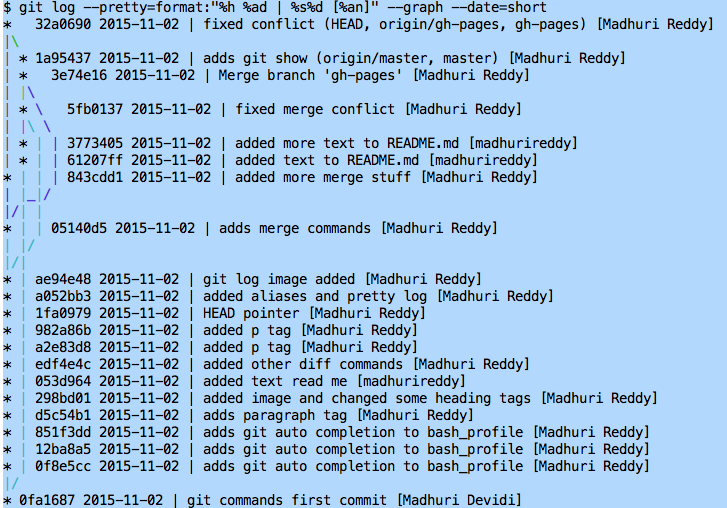 $ git log --pretty=format:"%h %ad | %s%d [%an]" --graph --date=short
*   32a0690 2015-11-02 | fixed conflict (HEAD, origin/gh-pages, gh-pages) [Madhuri Reddy]
|\
| * 1a95437 2015-11-02 | adds git show (origin/master, master) [Madhuri Reddy]
| *   3e74e16 2015-11-02 | Merge branch 'gh-pages' [Madhuri Reddy]
| |\
| * \   5fb0137 2015-11-02 | fixed merge conflict [Madhuri Reddy]
| |\ \
| * | | 3773405 2015-11-02 | added more text to README.md [madhurireddy]
| * | | 61207ff 2015-11-02 | added text to README.md [madhurireddy]
* | | | 843cdd1 2015-11-02 | added more merge stuff [Madhuri Reddy]
| |_|/
|/| |
* | | 05140d5 2015-11-02 | adds merge commands [Madhuri Reddy]
| |/
|/|
* | ae94e48 2015-11-02 | git log image added [Madhuri Reddy]
* | a052bb3 2015-11-02 | added aliases and pretty log [Madhuri Reddy]
* | 1fa0979 2015-11-02 | HEAD pointer [Madhuri Reddy]
* | 982a86b 2015-11-02 | added p tag [Madhuri Reddy]
* | a2e83d8 2015-11-02 | added p tag [Madhuri Reddy]
* | edf4e4c 2015-11-02 | added other diff commands [Madhuri Reddy]
* | 053d964 2015-11-02 | added text read me [madhurireddy]
* | 298bd01 2015-11-02 | added image and changed some heading tags [Madhuri Reddy]
* | d5c54b1 2015-11-02 | adds paragraph tag [Madhuri Reddy]
* | 851f3dd 2015-11-02 | adds git auto completion to bash_profile [Madhuri Reddy]
* | 12ba8a5 2015-11-02 | adds git auto completion to bash_profile [Madhuri Reddy]
* | 0f8e5cc 2015-11-02 | adds git auto completion to bash_profile [Madhuri Reddy]
|/
* 0fa1687 2015-11-02 | git commands first commit [Madhuri Devidi]